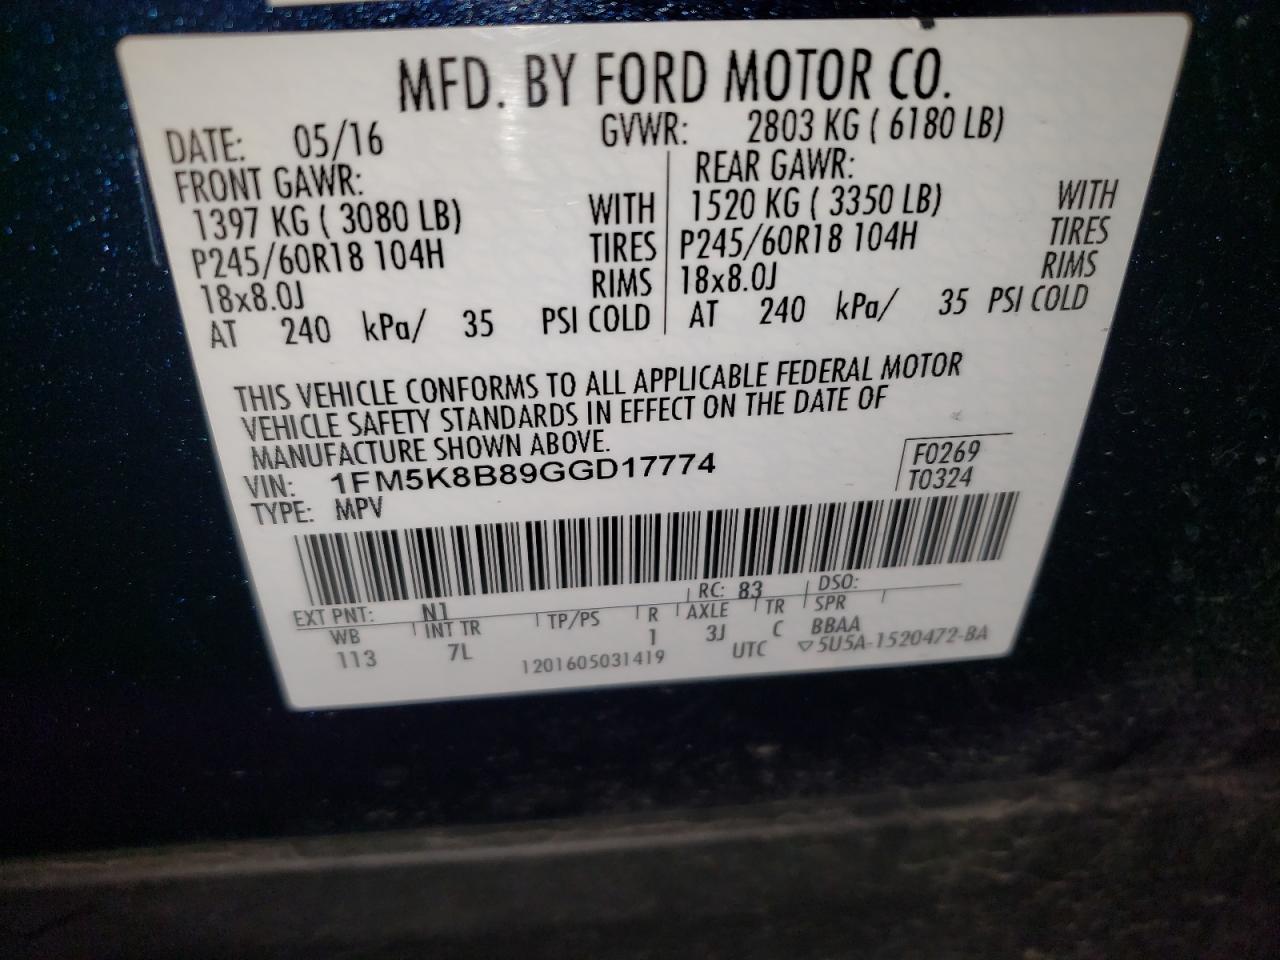 MFD. BY FORD MOTOR CO.
DATE: 05/16 GVWR: 2803 KG ( 6180 LB)
FRONT GAWR: REAR GAWR:
1397 KG ( 3080 LB) WITH 1520 KG ( 3350 LB) WITH
P245/60R18 104H TIRES P245/60R18 104H TIRES
18x8.0J RIMS 18x8.0J RIMS
AT 240 kPa/ 35 PSI COLD AT 240 kPa/ 35 PSI COLD
THIS VEHICLE CONFORMS TO ALL APPLICABLE FEDERAL MOTOR
VEHICLE SAFETY STANDARDS IN EFFECT ON THE DATE OF
MANUFACTURE SHOWN ABOVE.
VIN: 1FM5K8B89GGD17774 F0269
TYPE: MPV T0324
EXT PNT: N1 RC: 83 DSO:
WB INT TR TP/PS R AXLE TR SPR
113 7L 1 3J C BBAA
1201605031419 UTC ▽5U5A-1520472-BA